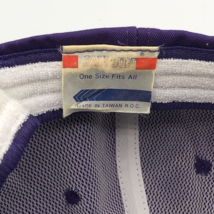 One Size Fits All
MADE IN TAIWAN R.O.C.